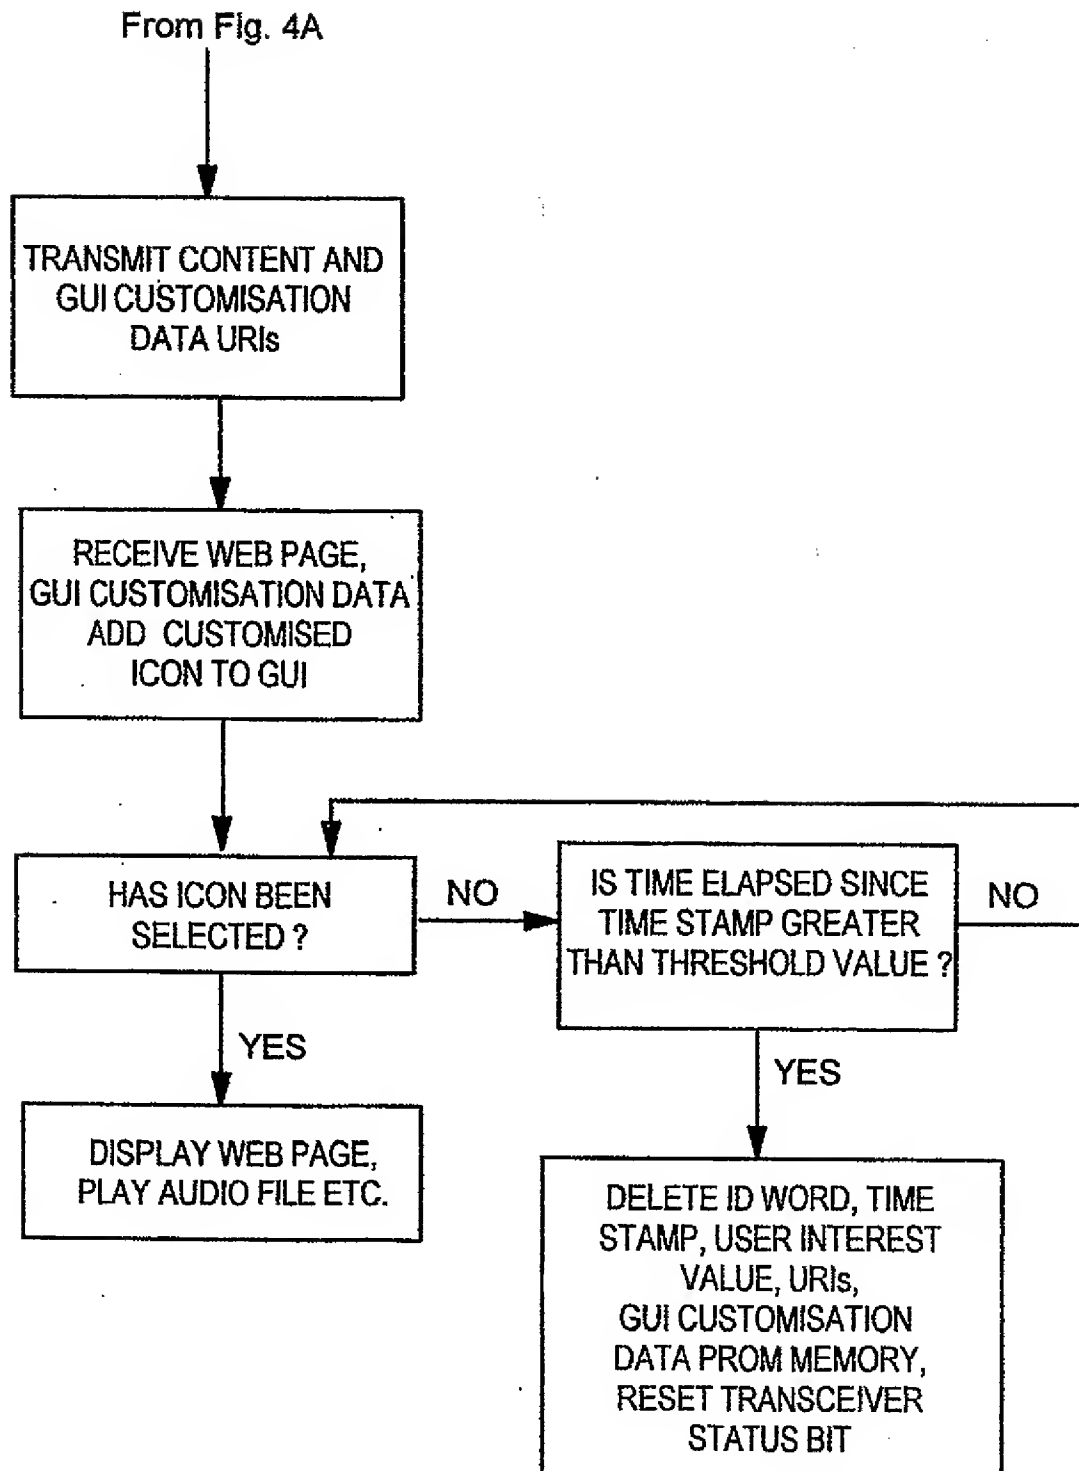 From Fig. 4A
TRANSMIT CONTENT AND
GUI CUSTOMISATION
DATA URIs
RECEIVE WEB PAGE,
GUI CUSTOMISATION DATA
ADD CUSTOMISED
ICON TO GUI
HAS ICON BEEN
SELECTED ?
NO
IS TIME ELAPSED SINCE
TIME STAMP GREATER
THAN THRESHOLD VALUE ?
NO
YES
YES
DISPLAY WEB PAGE,
PLAY AUDIO FILE ETC.
DELETE ID WORD, TIME
STAMP, USER INTEREST
VALUE, URIs,
GUI CUSTOMISATION
DATA PROM MEMORY,
RESET TRANSCEIVER
STATUS BIT